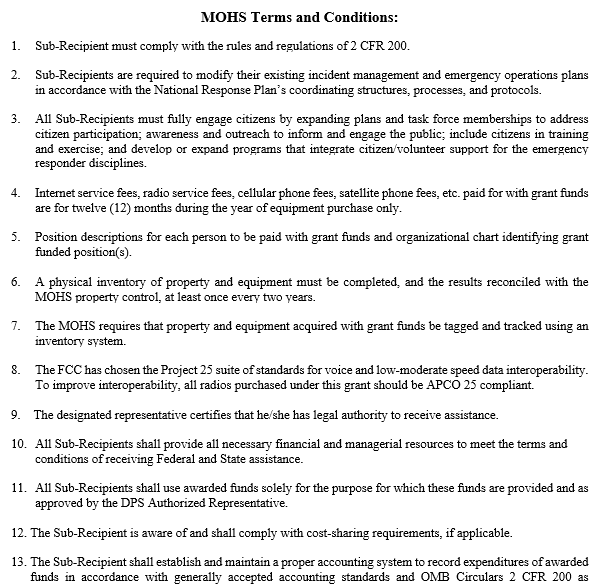 MOHS Terms and Conditions:
1. Sub-Recipient must comply with the rules and regulations of 2 CFR 200.
2. Sub-Recipients are required to modify their existing incident management and emergency operations plans
in accordance with the National Response Plan's coordinating structures, processes, and protocols.
3. All Sub-Recipients must fully engage citizens by expanding plans and task force memberships to address
citizen participation; awareness and outreach to inform and engage the public; include citizens in training
and exercise; and develop or expand programs that integrate citizen/volunteer support for the emergency
responder disciplines.
4. Internet service fees, radio service fees, cellular phone fees, satellite phone fees, etc. paid for with grant funds
are for twelve (12) months during the year of equipment purchase only.
5. Position descriptions for each person to be paid with grant funds and organizational chart identifying grant
funded position(s).
6. A physical inventory of property and equipment must be completed, and the results reconciled with the
MOHS property control, at least once every two years.
7. The MOHS requires that property and equipment acquired with grant funds be tagged and tracked using an
inventory system.
8. The FCC has chosen the Project 25 suite of standards for voice and low-moderate speed data interoperability.
To improve interoperability, all radios purchased under this grant should be APCO 25 compliant.
9. The designated representative certifies that he/she has legal authority to receive assistance.
10. All Sub-Recipients shall provide all necessary financial and managerial resources to meet the terms and
conditions of receiving Federal and State assistance.
11. All Sub-Recipients shall use awarded funds solely for the purpose for which these funds are provided and as
approved by the DPS Authorized Representative.
12. The Sub-Recipient is aware of and shall comply with cost-sharing requirements, if applicable.
13. The Sub-Recipient shall establish and maintain a proper accounting system to record expenditures of awarded
funds in accordance with generally accepted accounting standards and OMB Circulars 2 CFR 200 as